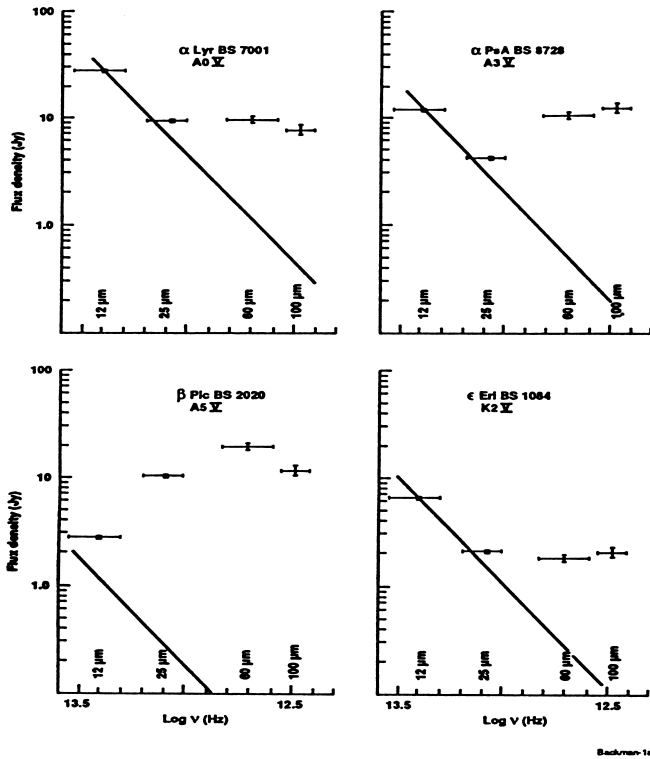 100
α Lyr BS 7001
A0 V
10
Flux density (Jy)
1.0
12 µm
25 µm
60 µm
100 µm
α PsA BS 8728
A3 V
12 µm
25 µm
60 µm
100 µm
100
β Pic BS 2020
A5 V
10
Flux density (Jy)
1.0
12 µm
25 µm
60 µm
100 µm
13.5
12.5
Log ν (Hz)
ε Eri BS 1084
K2 V
12 µm
25 µm
60 µm
100 µm
13.5
12.5
Log ν (Hz)